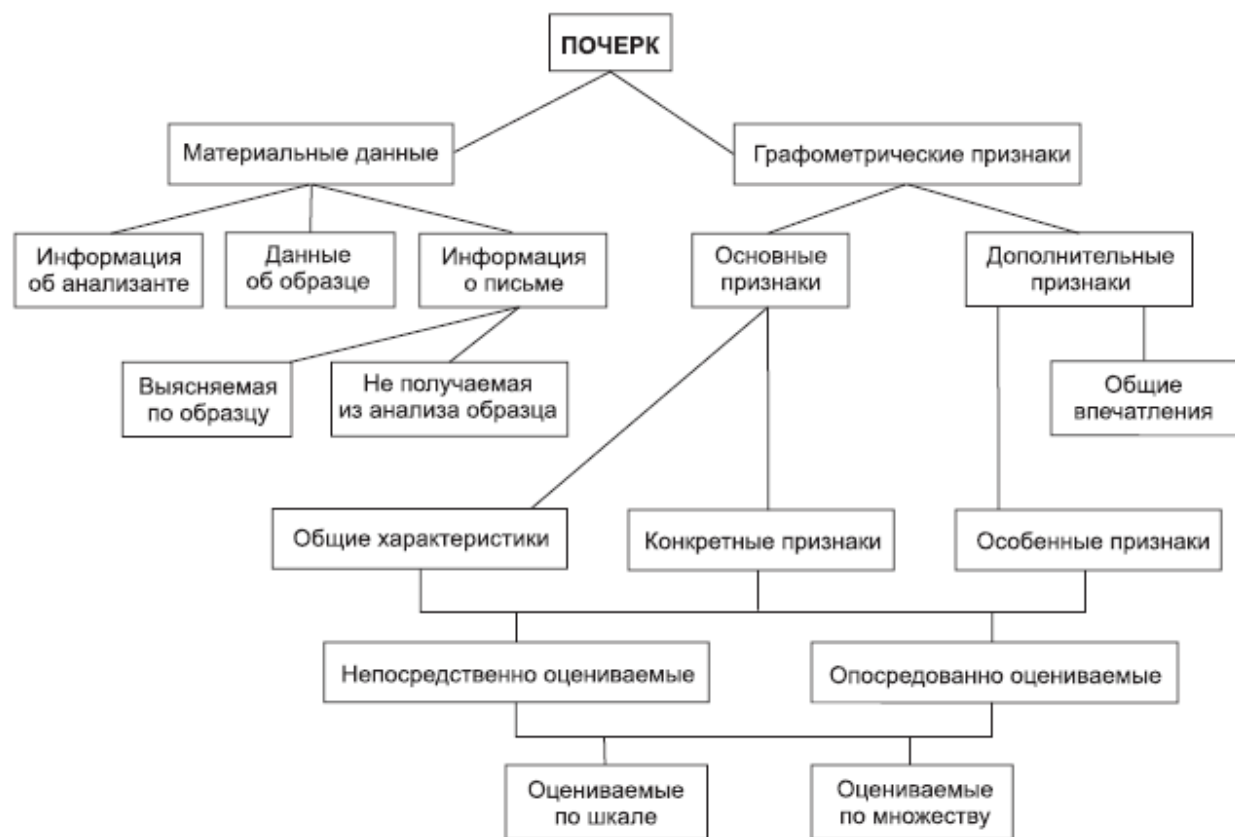 ПОЧЕРК
Материальные данные
Графометрические признаки
Информация
об анализанте
Данные
об образце
Информация
о письме
Основные
признаки
Дополнительные
признаки
Выясняемая
по образцу
Не получаемая
из анализа образца
Общие
впечатления
Общие характеристики
Конкретные признаки
Особенные признаки
Непосредственно оцениваемые
Опосредованно оцениваемые
Оцениваемые
по шкале
Оцениваемые
по множеству